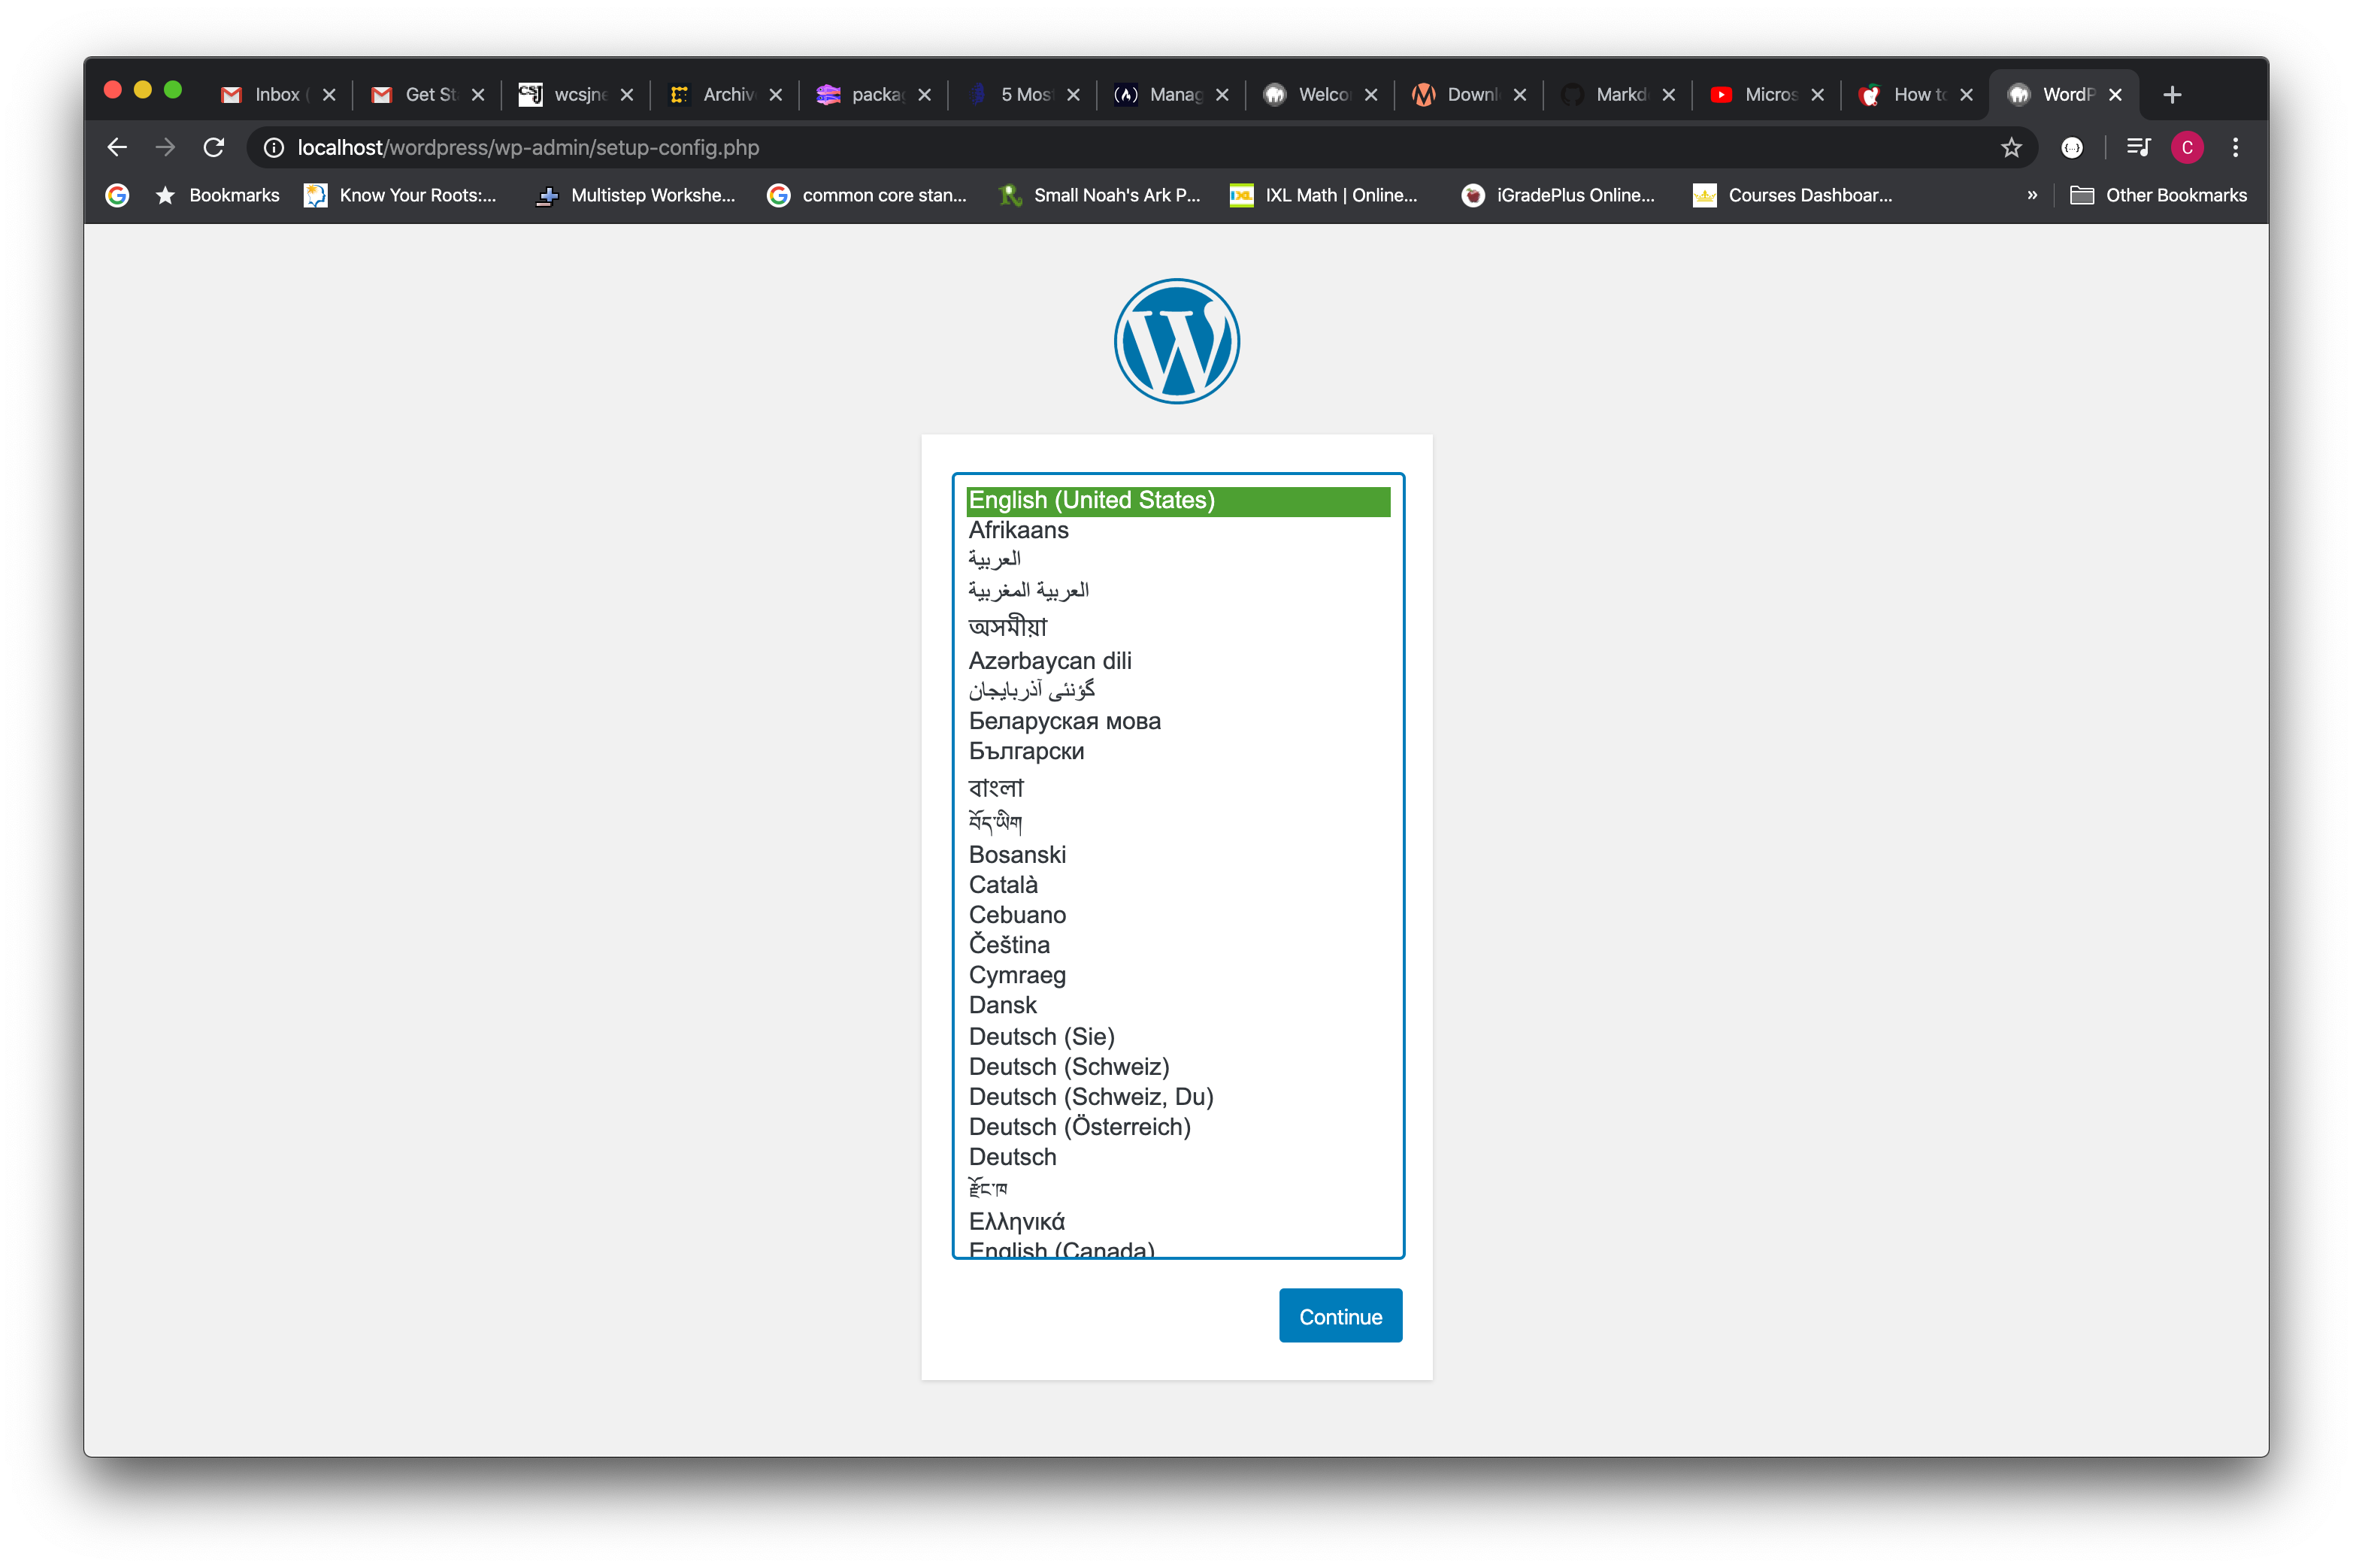 Inbox (
Get St
wcsjne
Archiv
packag
5 Most
Manag
Welco
Downl
Markd
Micros
How to
WordP
localhost/wordpress/wp-admin/setup-config.php
C
Bookmarks
Know Your Roots:...
Multistep Workshe...
common core stan...
Small Noah's Ark P...
IXL Math | Online...
iGradePlus Online...
Courses Dashboar...
»
Other Bookmarks
English (United States)
Afrikaans
العربية
العربية المغربية
অসমীয়া
Azərbaycan dili
گؤنئی آذربایجان
Беларуская мова
Български
বাংলা
བོད་ཡིག
Bosanski
Català
Cebuano
Čeština
Cymraeg
Dansk
Deutsch (Sie)
Deutsch (Schweiz)
Deutsch (Schweiz, Du)
Deutsch (Österreich)
Deutsch
རྫོང་ཁ
Ελληνικά
English (Canada)
Continue